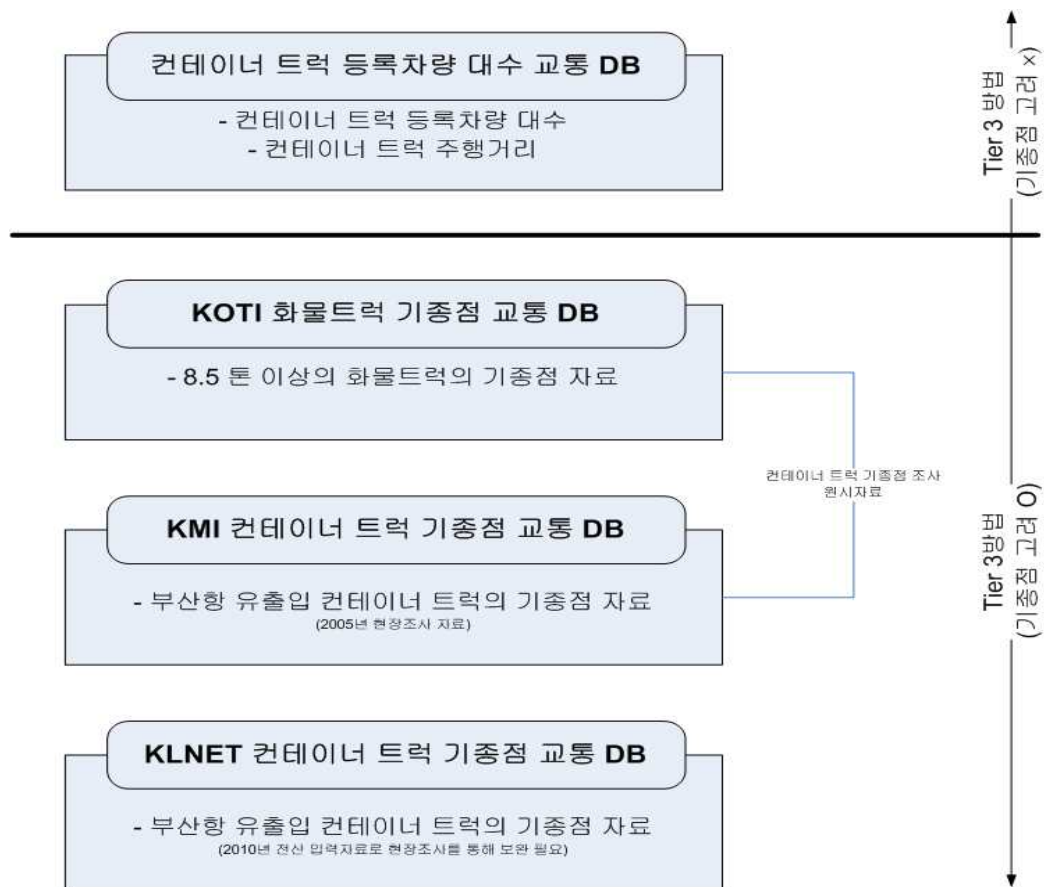 컨테이너 트럭 등록차량 대수 교통 DB
- 컨테이너 트럭 등록차량 대수
- 컨테이너 트럭 주행거리
Tier 3 방법
(기종점 고려 x)
KOTI 화물트럭 기종점 교통 DB
- 8.5 톤 이상의 화물트럭의 기종점 자료
컨테이너 트럭 기종점 조사
원시자료
KMI 컨테이너 트럭 기종점 교통 DB
- 부산항 유출입 컨테이너 트럭의 기종점 자료
(2005년 현장조사 자료)
Tier 3방법
(기종점 고려 O)
KLNET 컨테이너 트럭 기종점 교통 DB
- 부산항 유출입 컨테이너 트럭의 기종점 자료
(2010년 전산 입력자료로 현장조사를 통해 보완 필요)